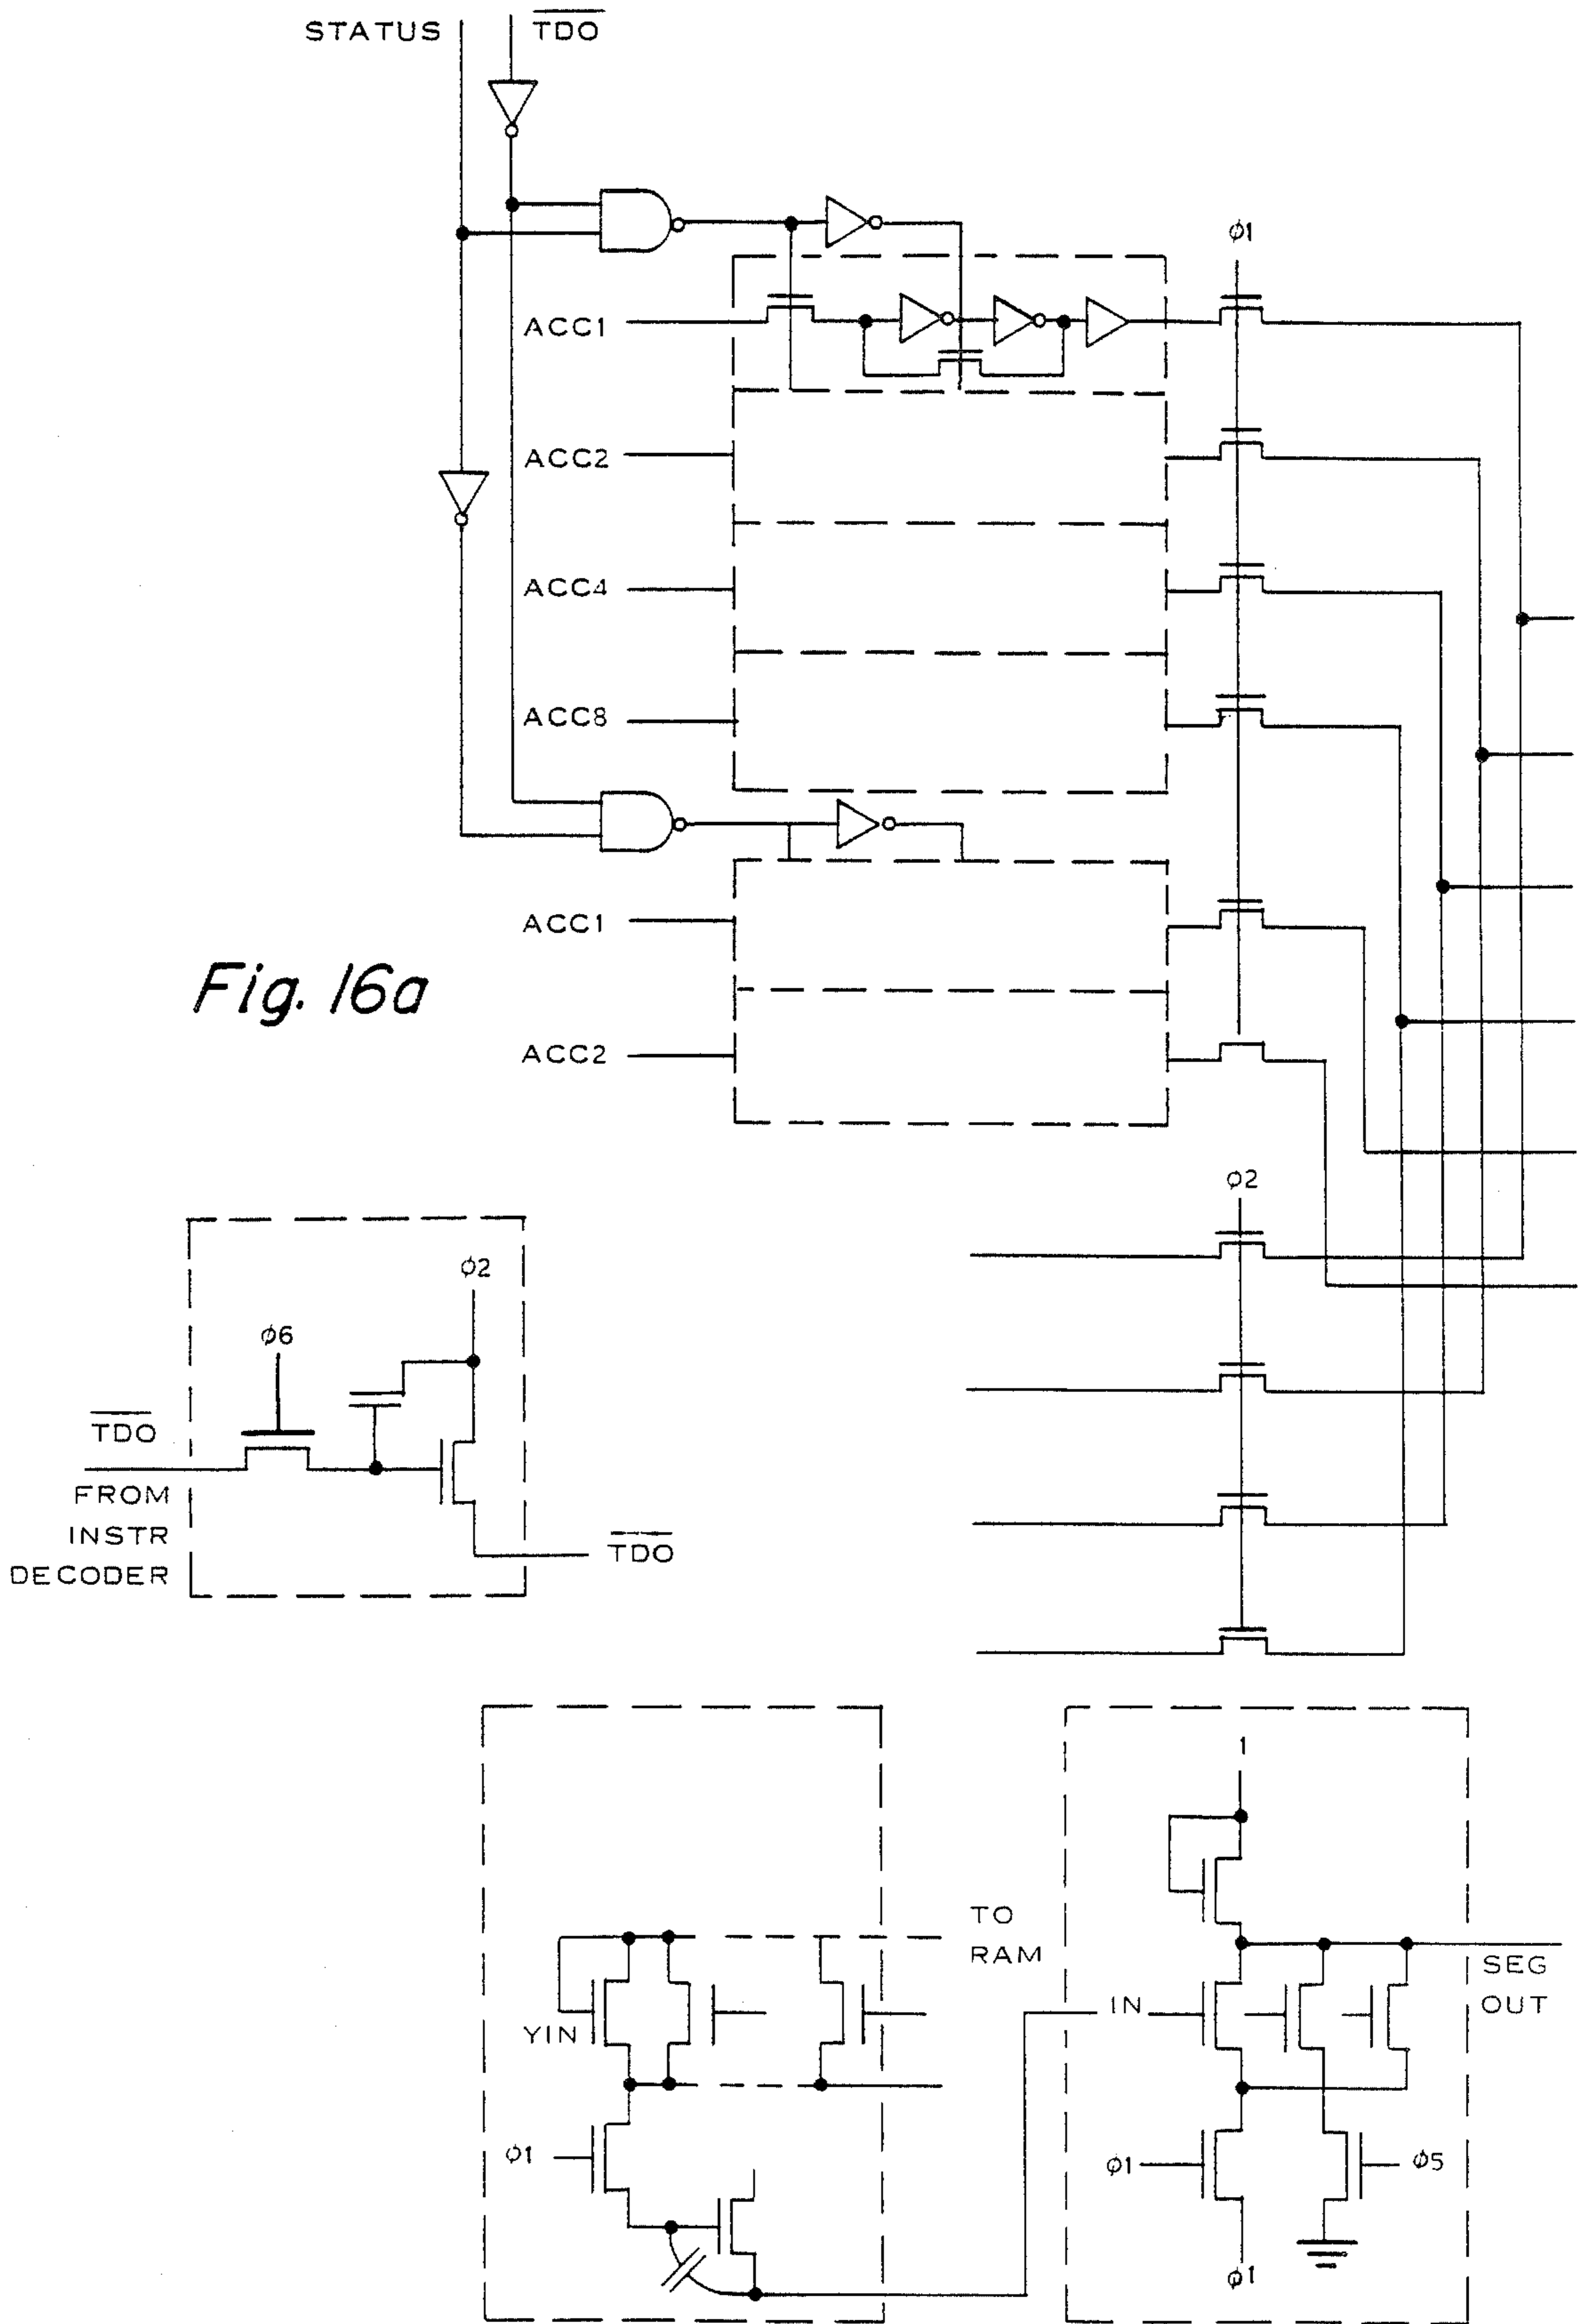 STATUS
TDO
φ1
ACC1
ACC2
ACC4
ACC8
ACC1
Fig. 16a
ACC2
φ2
φ2
φ6
TDO
FROM
INSTR
DECODER
TDO
1
TO
RAM
SEG
OUT
IN
YIN
φ1
φ1
φ5
φ1